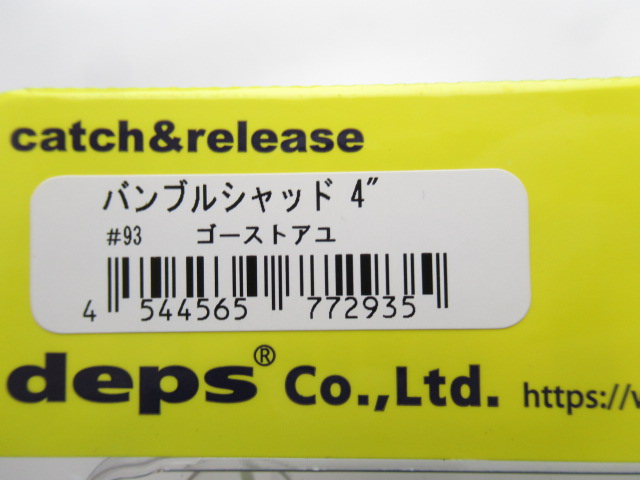 catch&release
バンブルシャッド 4″
#93 ゴーストアユ
4 544565 772935
deps® Co.,Ltd. https://